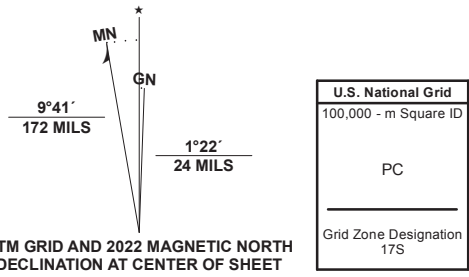 ★
MN
GN
9°41´
172 MILS
1°22´
24 MILS
TM GRID AND 2022 MAGNETIC NORTH
DECLINATION AT CENTER OF SHEET
U.S. National Grid
100,000 - m Square ID
PC
Grid Zone Designation
17S